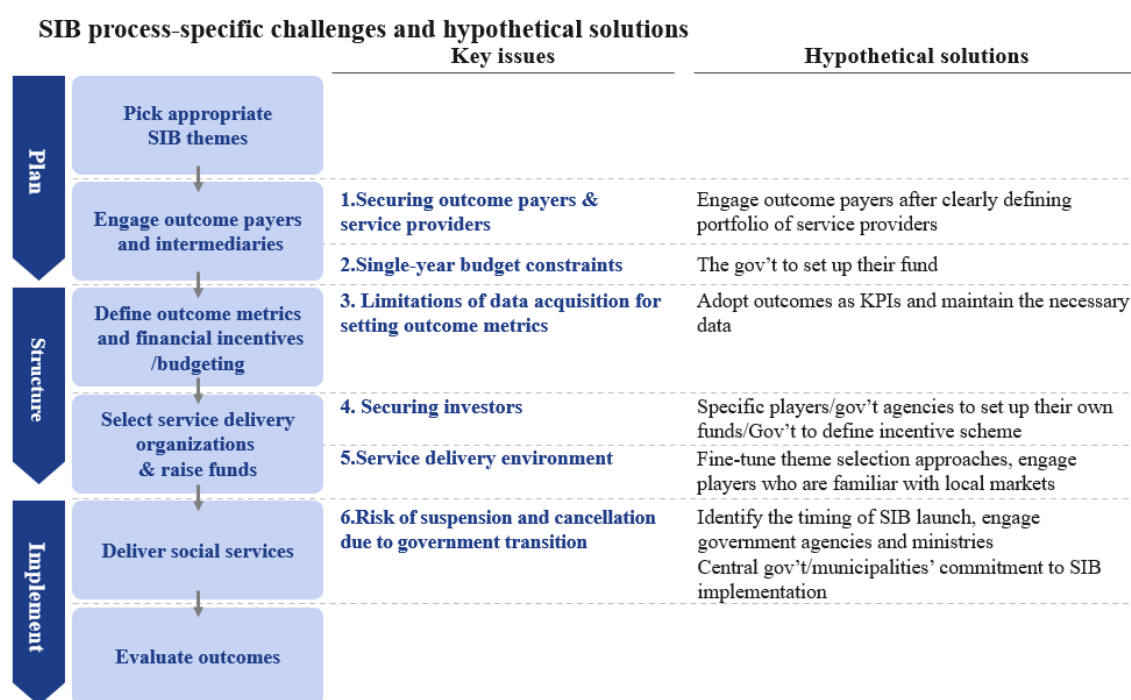 SIB process-specific challenges and hypothetical solutions
Key issues
Hypothetical solutions
Plan
Pick appropriate
SIB themes
Engage outcome payers
and intermediaries
1.Securing outcome payers &
service providers
Engage outcome payers after clearly defining
portfolio of service providers
2.Single-year budget constraints
The gov't to set up their fund
Structure
Define outcome metrics
and financial incentives
/budgeting
3. Limitations of data acquisition for
setting outcome metrics
Adopt outcomes as KPIs and maintain the necessary
data
Select service delivery
organizations
& raise funds
4. Securing investors
Specific players/gov't agencies to set up their own
funds/Gov't to define incentive scheme
5.Service delivery environment
Fine-tune theme selection approaches, engage
players who are familiar with local markets
Implement
Deliver social services
6.Risk of suspension and cancellation
due to government transition
Identify the timing of SIB launch, engage
government agencies and ministries
Central gov't/municipalities' commitment to SIB
implementation
Evaluate outcomes